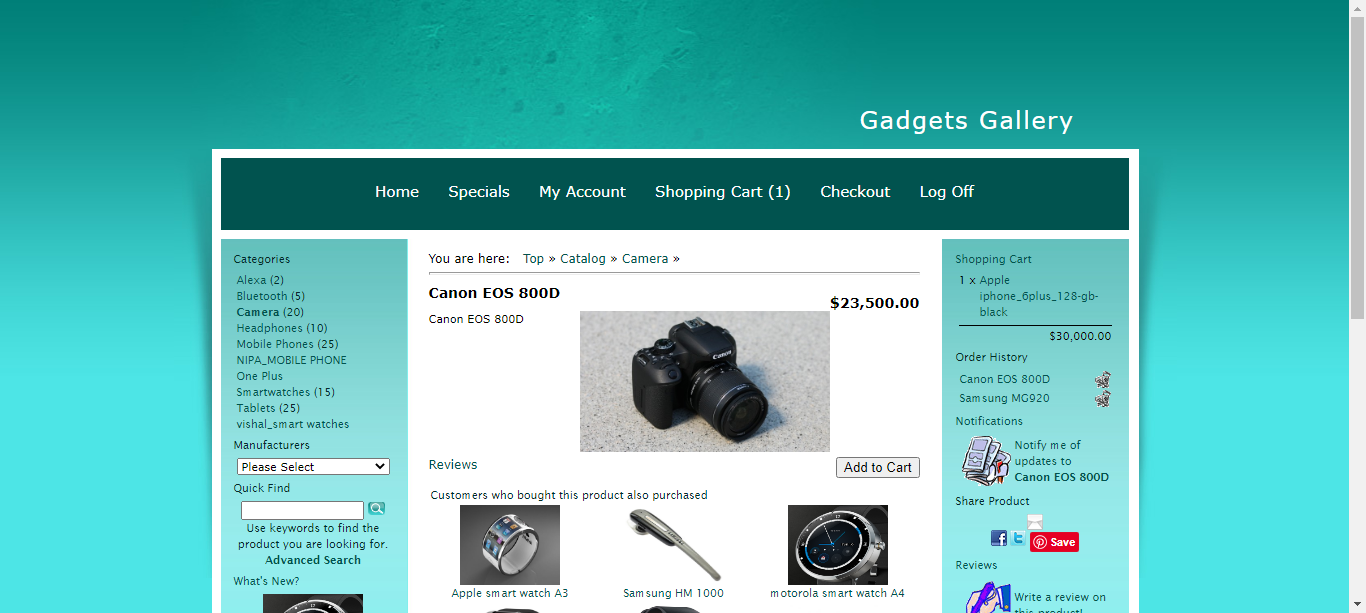 Gadgets Gallery
Home Specials My Account Shopping Cart (1) Checkout Log Off
Categories
Alexa (2)
Bluetooth (5)
Camera (20)
Headphones (10)
Mobile Phones (25)
NIPA_MOBILE PHONE
One Plus
Smartwatches (15)
Tablets (25)
vishal_smart watches
Manufacturers
Please Select
Quick Find
Use keywords to find the
product you are looking for.
Advanced Search
What's New?
You are here: Top » Catalog » Camera »
Canon EOS 800D
$23,500.00
Canon EOS 800D
Canon
Reviews
Add to Cart
Customers who bought this product also purchased
Apple smart watch A3
Samsung HM 1000
motorola smart watch A4
Shopping Cart
1 x Apple
iphone_6plus_128-gb-
black
$30,000.00
Order History
Canon EOS 800D
Samsung MG920
Notifications
Notify me of
updates to
Canon EOS 800D
Share Product
Save
Reviews
Write a review on
this product!